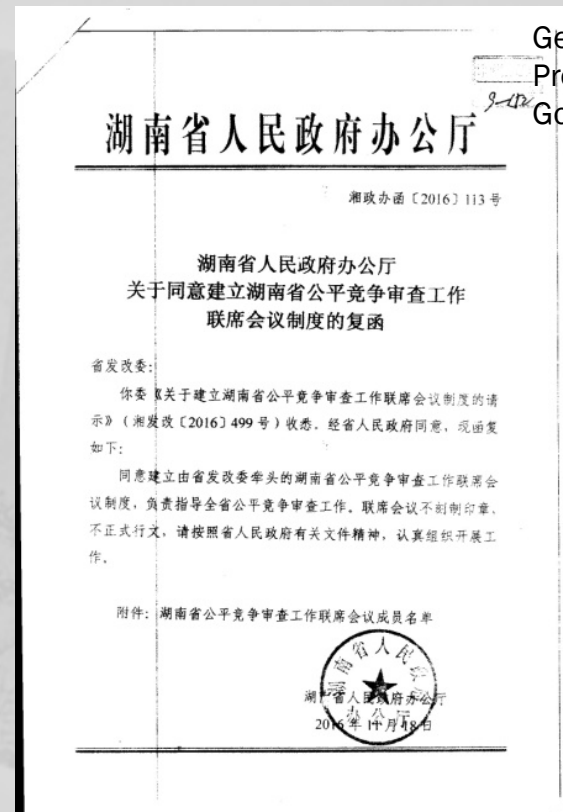 Ge
Pr
Go
湖南省人民政府办公厅
湘政办函〔2016〕113号
湖南省人民政府办公厅
关于同意建立湖南省公平竞争审查工作
联席会议制度的复函
省发改委:
你委《关于建立湖南省公平竞争审查工作联席会议制度的请
示》(湘发改〔2016〕499号)收悉。经省人民政府同意,现函复
如下:
同意建立由省发改委牵头的湖南省公平竞争审查工作联席会
议制度,负责指导全省公平竞争审查工作。联席会议不刻制印章、
不正式行文,请按照省人民政府有关文件精神,认真组织开展工
作。
附件:湖南省公平竞争审查工作联席会议成员名单
湖南省人民政府办公厅
2016年11月18日